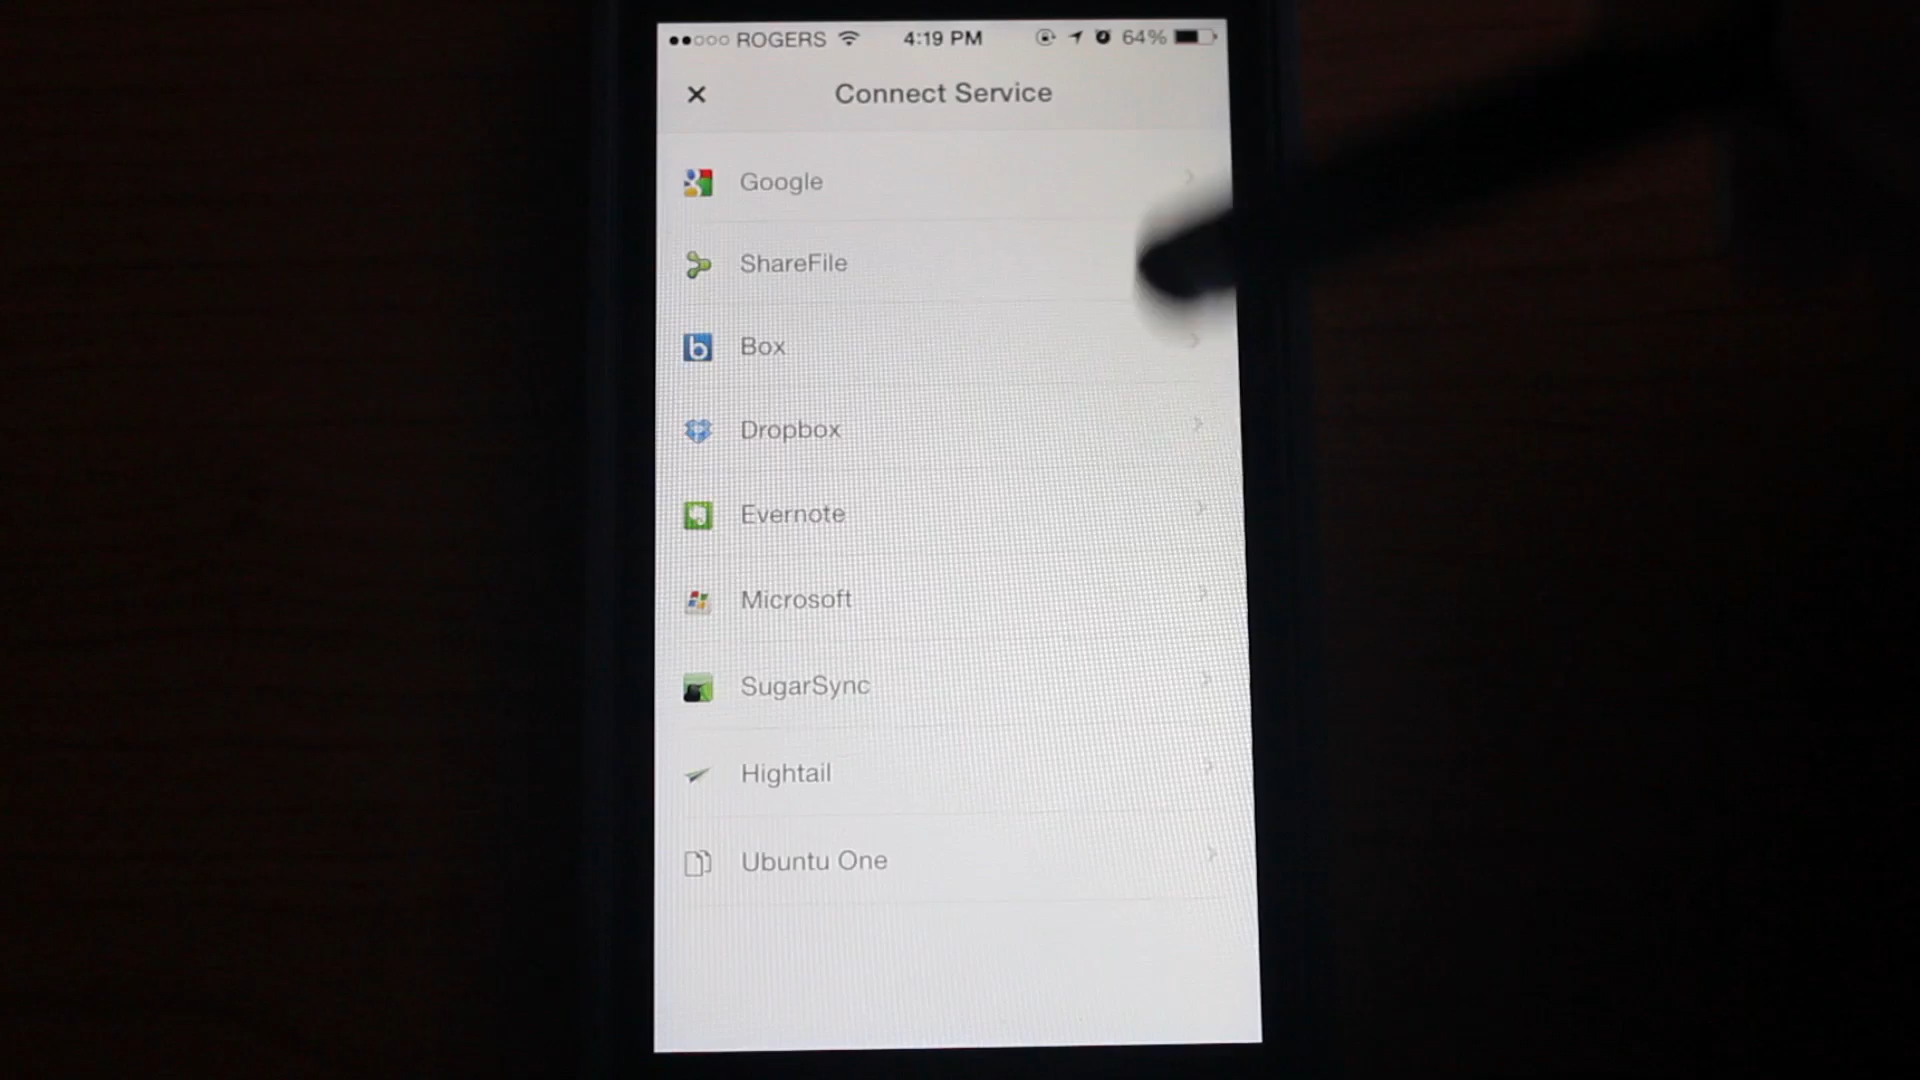 ROGERS 4:19 PM 64%
Connect Service
Google
ShareFile
Box
Dropbox
Evernote
Microsoft
SugarSync
Hightail
Ubuntu One